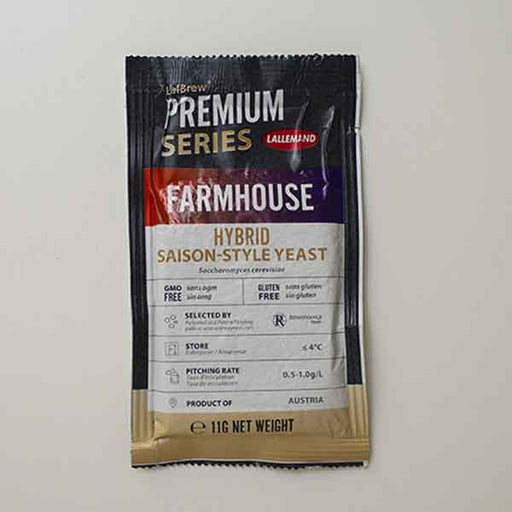 LalBrew
PREMIUM
SERIES
LALLEMAND
FARMHOUSE
HYBRID
SAISON-STYLE YEAST
Saccharomyces cerevisiae
GMO FREE
sans ogm
sin omg
GLUTEN FREE
sans gluten
sin gluten
SELECTED BY
RENAISSANCE
STORE
≤ 4°C
PITCHING RATE
0.5-1.0g/L
PRODUCT OF
AUSTRIA
℮ 11G NET WEIGHT